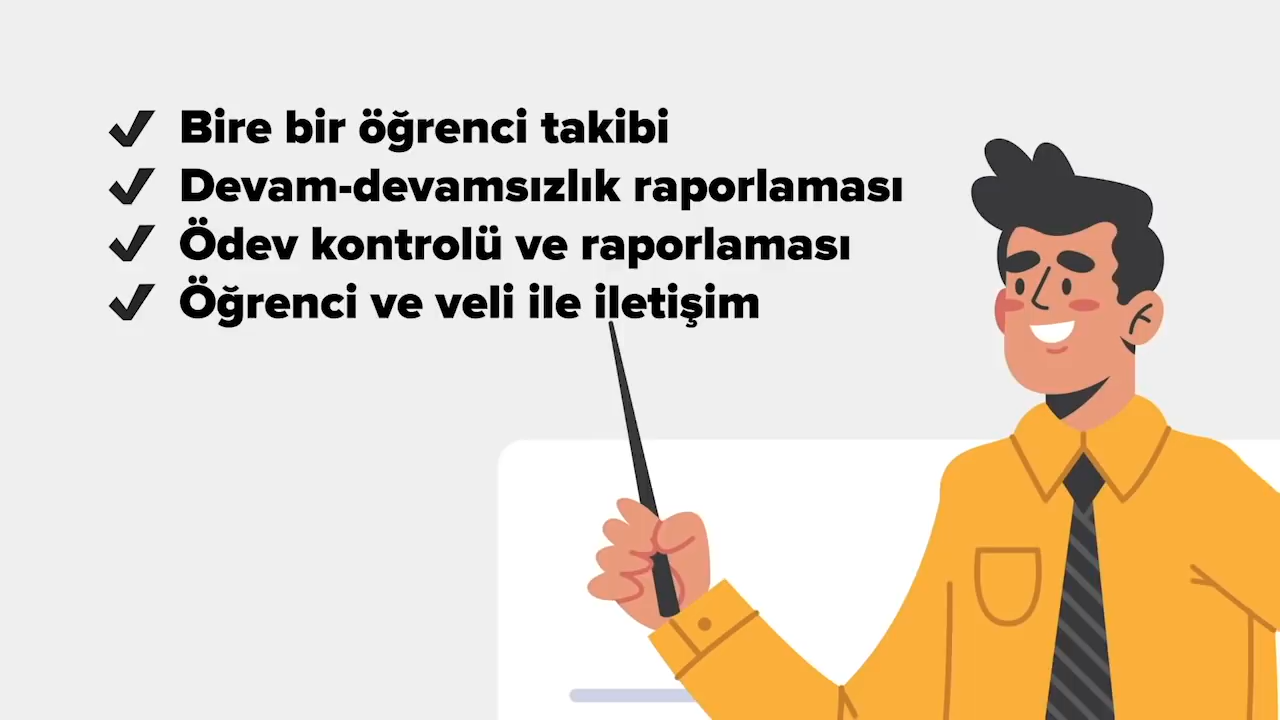 Bire bir öğrenci takibi
Devam-devamsızlık raporlaması
Ödev kontrolü ve raporlaması
Öğrenci ve veli ile iletişim